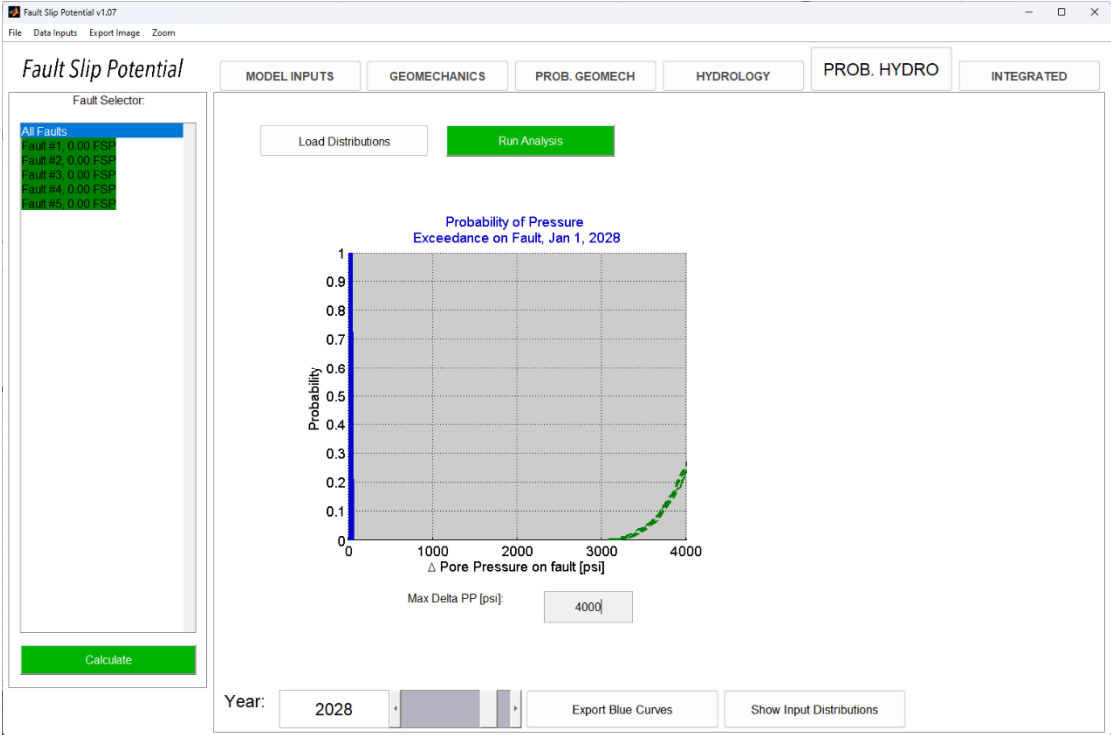 Fault Slip Potential v1.07
File Data Inputs Export Image Zoom
Fault Slip Potential
MODEL INPUTS GEOMECHANICS PROB. GEOMECH HYDROLOGY PROB. HYDRO INTEGRATED
Fault Selector:
All Faults
Fault #1, 0.00 FSP
Fault #2, 0.00 FSP
Fault #3, 0.00 FSP
Fault #4, 0.00 FSP
Fault #5, 0.00 FSP
Calculate
Load Distributions Run Analysis
Probability of Pressure
Exceedance on Fault, Jan 1, 2028
1
0.9
0.8
0.7
0.6
0.5
0.4
0.3
0.2
0.1
0
Probability
0 1000 2000 3000 4000
Δ Pore Pressure on fault [psi]
Max Delta PP [psi]: 4000
Year: 2028 Export Blue Curves Show Input Distributions